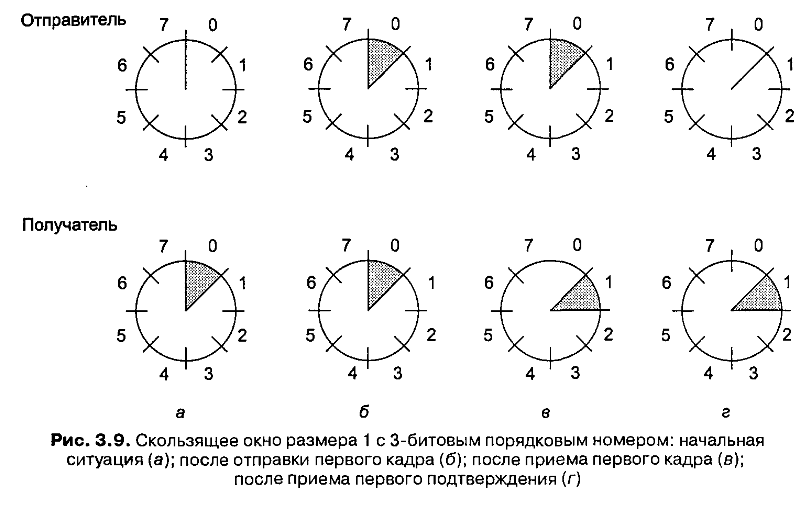 Отправитель
7 0 7 0 7 0 7 0
6 1 6 1 6 1 6 1
5 2 5 2 5 2 5 2
4 3 4 3 4 3 4 3
Получатель
7 0 7 0 7 0 7 0
6 1 6 1 6 1 6 1
5 2 5 2 5 2 5 2
4 3 4 3 4 3 4 3
а б в г
Рис. 3.9. Скользящее окно размера 1 с 3-битовым порядковым номером: начальная
ситуация (а); после отправки первого кадра (б); после приема первого кадра (в);
после приема первого подтверждения (г)